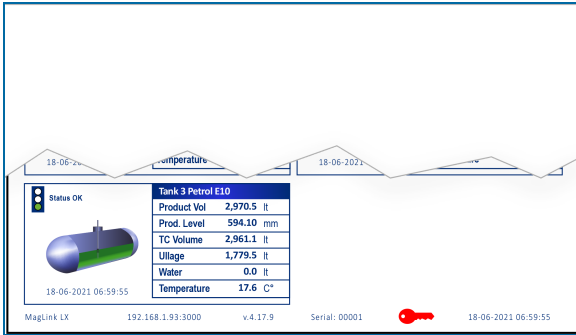 18-06-20
Temperature
18-06-2021
Status OK
Tank 3 Petrol E10
Product Vol 2,970.5 lt
Prod. Level 594.10 mm
TC Volume 2,961.1 lt
Ullage 1,779.5 lt
Water 0.0 lt
Temperature 17.6 C°
18-06-2021 06:59:55
MagLink LX 192.168.1.93:3000 v.4.17.9 Serial: 00001 18-06-2021 06:59:55